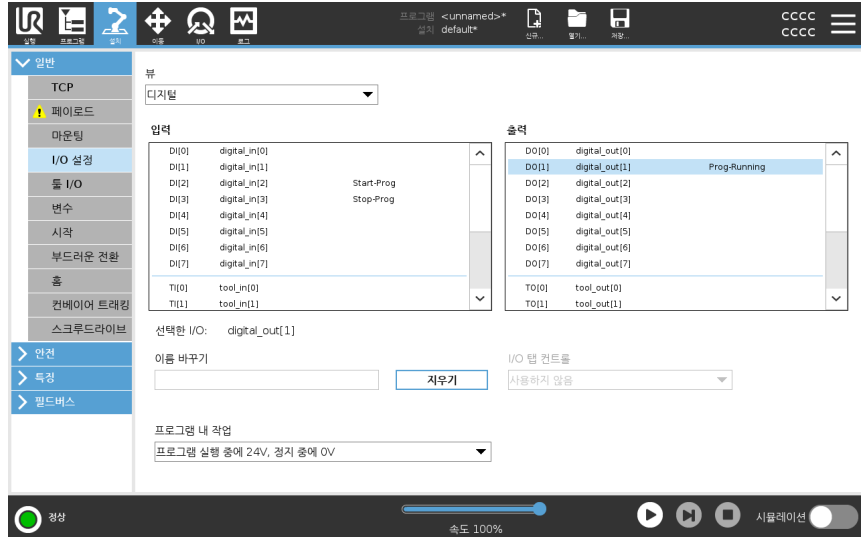 UR
실행
프로그램
설치
이동
I/O
로그
프로그램 <unnamed>*
설치 default*
신규...
열기...
저장...
cccc
cccc
일반
TCP
페이로드
마운팅
I/O 설정
툴 I/O
변수
시작
부드러운 전환
홈
컨베이어 트래킹
스크루드라이브
안전
특징
필드버스
뷰
디지털
입력
DI[0] digital_in[0]
DI[1] digital_in[1]
DI[2] digital_in[2] Start-Prog
DI[3] digital_in[3] Stop-Prog
DI[4] digital_in[4]
DI[5] digital_in[5]
DI[6] digital_in[6]
DI[7] digital_in[7]
TI[0] tool_in[0]
TI[1] tool_in[1]
출력
DO[0] digital_out[0]
DO[1] digital_out[1] Prog-Running
DO[2] digital_out[2]
DO[3] digital_out[3]
DO[4] digital_out[4]
DO[5] digital_out[5]
DO[6] digital_out[6]
DO[7] digital_out[7]
TO[0] tool_out[0]
TO[1] tool_out[1]
선택한 I/O: digital_out[1]
이름 바꾸기
지우기
I/O 탭 컨트롤
사용하지 않음
프로그램 내 작업
프로그램 실행 중에 24V, 정지 중에 0V
정상
속도 100%
시뮬레이션